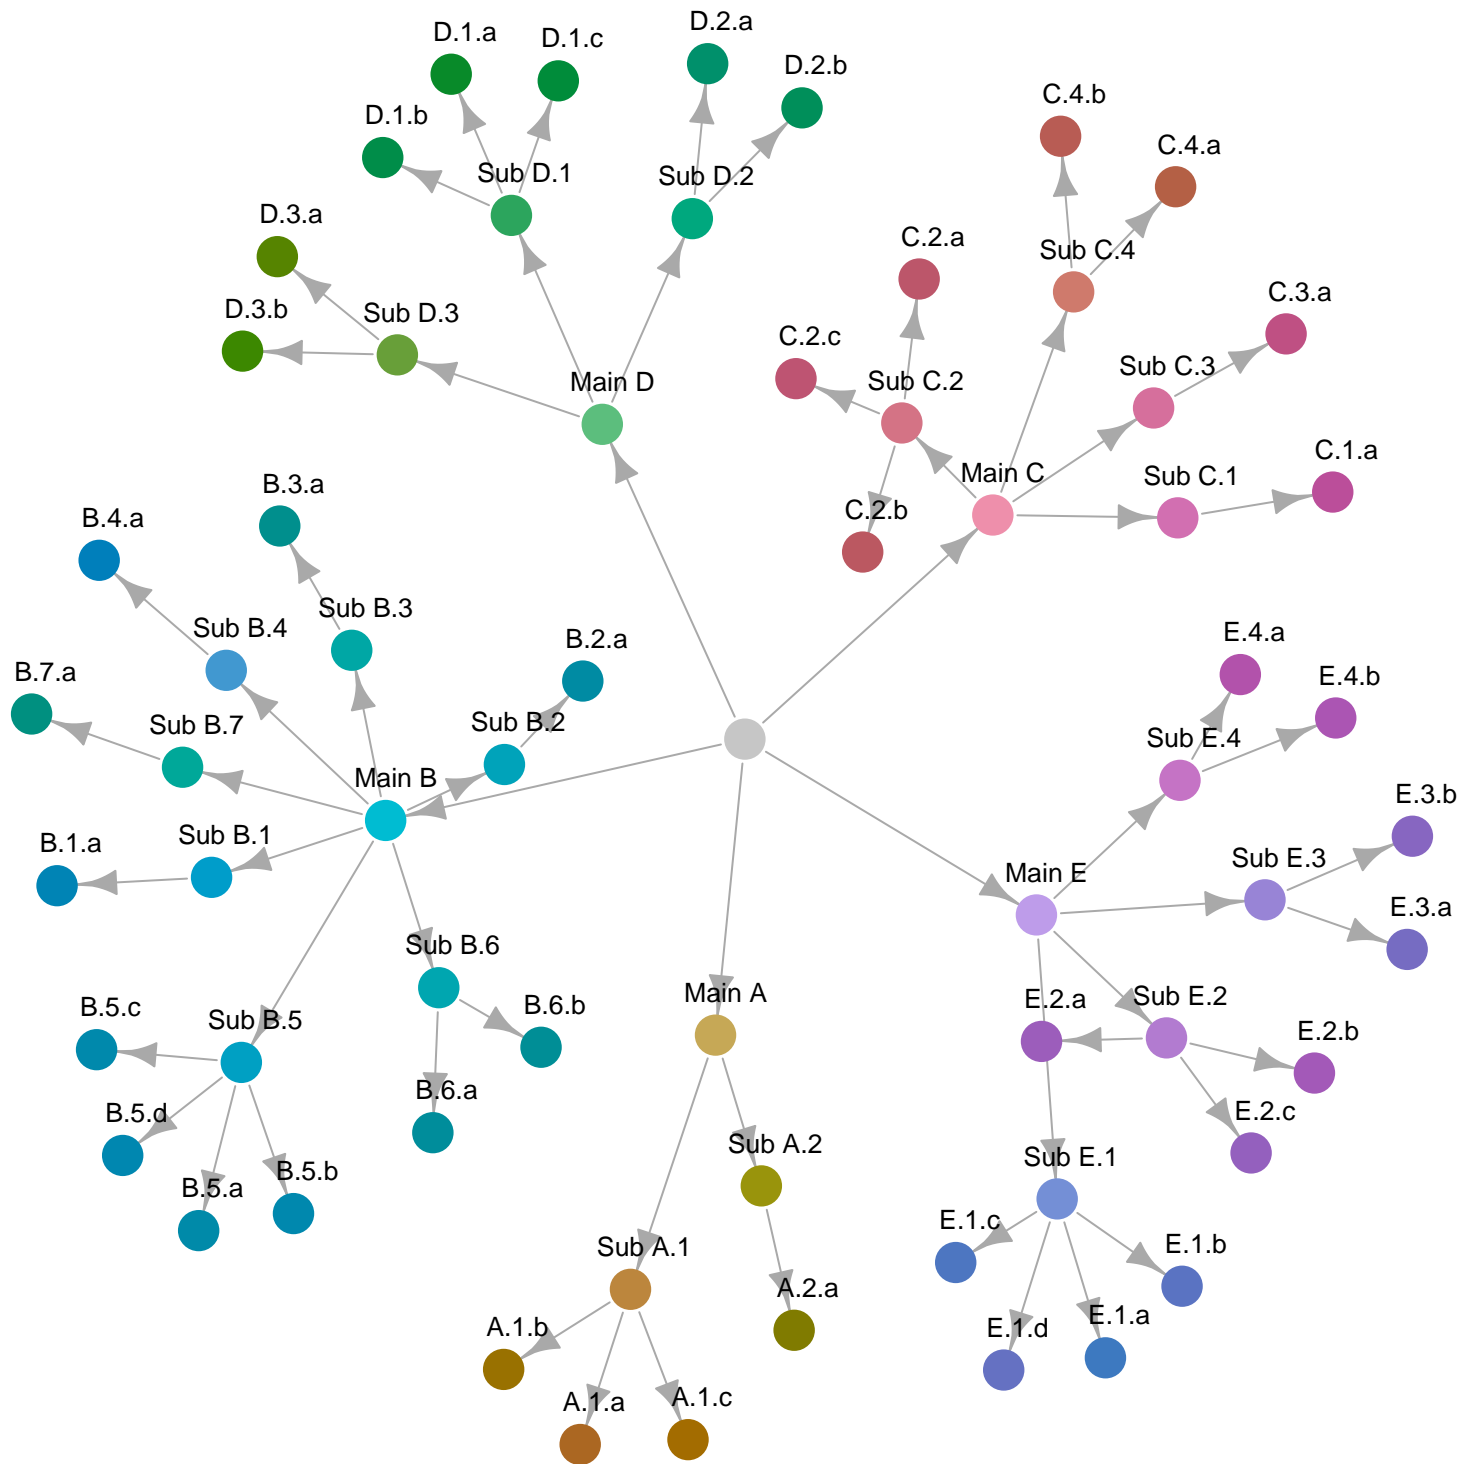 D.2.a
D.1.a
D.1.c
D.2.b
C.4.b
D.1.b
C.4.a
Sub D.1
Sub D.2
D.3.a
C.2.a
Sub C.4
C.3.a
D.3.b
Sub D.3
C.2.c
Sub C.3
Main D
Sub C.2
C.1.a
Main C
Sub C.1
B.3.a
C.2.b
B.4.a
Sub B.3
Sub B.4
B.2.a
E.4.a
B.7.a
E.4.b
Sub B.7
Sub B.2
Sub E.4
Main B
E.3.b
Sub B.1
B.1.a
Sub E.3
Main E
E.3.a
Sub B.6
Main A
E.2.a
Sub E.2
B.5.c
Sub B.5
B.6.b
E.2.b
B.6.a
B.5.d
E.2.c
Sub A.2
Sub E.1
B.5.b
B.5.a
E.1.c
Sub A.1
E.1.b
A.2.a
E.1.a
A.1.b
E.1.d
A.1.a
A.1.c